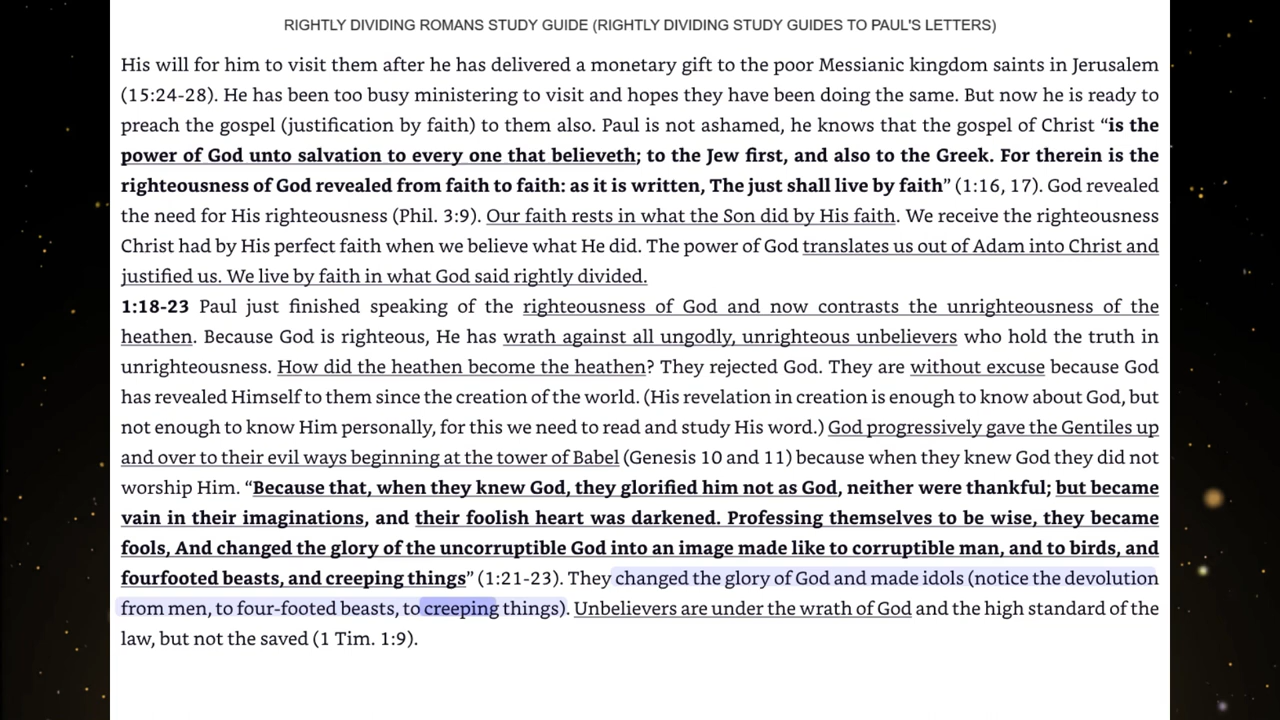 RIGHTLY DIVIDING ROMANS STUDY GUIDE (RIGHTLY DIVIDING STUDY GUIDES TO PAUL'S LETTERS)
His will for him to visit them after he has delivered a monetary gift to the poor Messianic kingdom saints in Jerusalem
(15:24-28). He has been too busy ministering to visit and hopes they have been doing the same. But now he is ready to
preach the gospel (justification by faith) to them also. Paul is not ashamed, he knows that the gospel of Christ “is the
power of God unto salvation to every one that believeth; to the Jew first, and also to the Greek. For therein is the
righteousness of God revealed from faith to faith: as it is written, The just shall live by faith” (1:16, 17). God revealed
the need for His righteousness (Phil. 3:9). Our faith rests in what the Son did by His faith. We receive the righteousness
Christ had by His perfect faith when we believe what He did. The power of God translates us out of Adam into Christ and
justified us. We live by faith in what God said rightly divided.
1:18-23 Paul just finished speaking of the righteousness of God and now contrasts the unrighteousness of the
heathen. Because God is righteous, He has wrath against all ungodly, unrighteous unbelievers who hold the truth in
unrighteousness. How did the heathen become the heathen? They rejected God. They are without excuse because God
has revealed Himself to them since the creation of the world. (His revelation in creation is enough to know about God, but
not enough to know Him personally, for this we need to read and study His word.) God progressively gave the Gentiles up
and over to their evil ways beginning at the tower of Babel (Genesis 10 and 11) because when they knew God they did not
worship Him. “Because that, when they knew God, they glorified him not as God, neither were thankful; but became
vain in their imaginations, and their foolish heart was darkened. Professing themselves to be wise, they became
fools, And changed the glory of the uncorruptible God into an image made like to corruptible man, and to birds, and
fourfooted beasts, and creeping things” (1:21-23). They changed the glory of God and made idols (notice the devolution
from men, to four-footed beasts, to creeping things). Unbelievers are under the wrath of God and the high standard of the
law, but not the saved (1 Tim. 1:9).